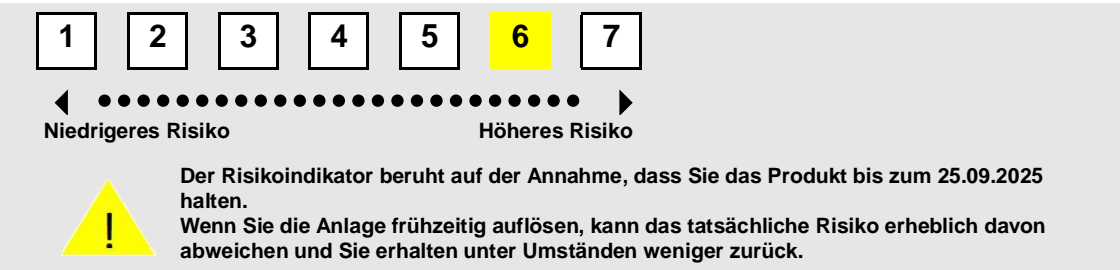 1 2 3 4 5 6 7
Niedrigeres Risiko Höheres Risiko
Der Risikoindikator beruht auf der Annahme, dass Sie das Produkt bis zum 25.09.2025
halten.
Wenn Sie die Anlage frühzeitig auflösen, kann das tatsächliche Risiko erheblich davon
abweichen und Sie erhalten unter Umständen weniger zurück.
!